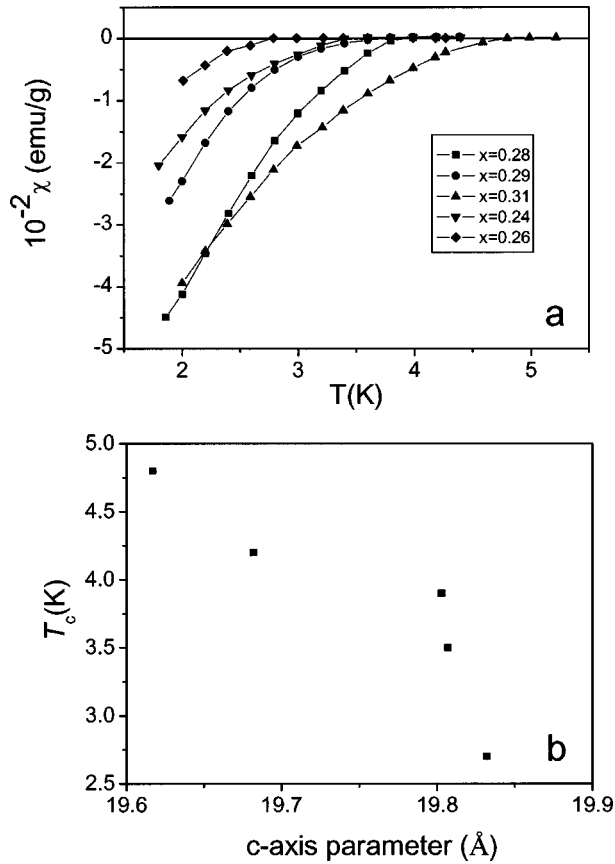 a
0
-1
-2
-3
-4
-5
10⁻²χ (emu/g)
x=0.28
x=0.29
x=0.31
x=0.24
x=0.26
2 3 4 5
T(K)
b
5.0
4.5
4.0
3.5
3.0
2.5
T_c(K)
19.6 19.7 19.8 19.9
c-axis parameter (Å)